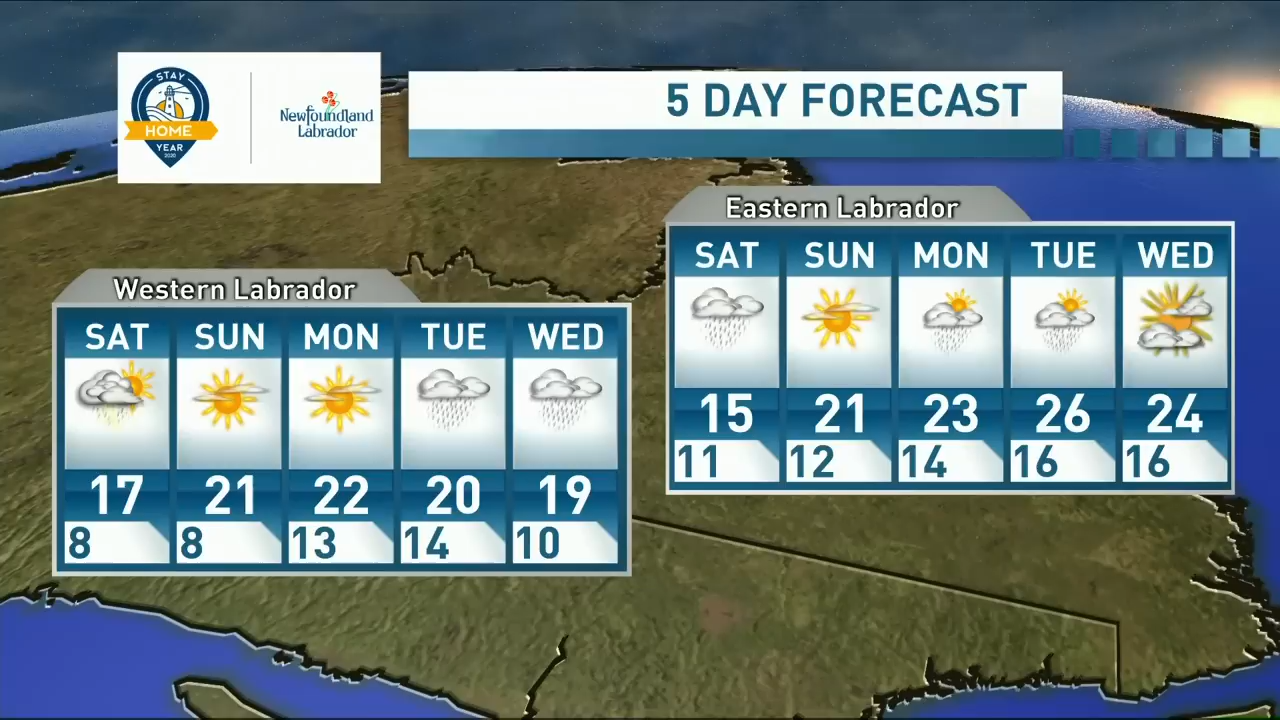 STAY
HOME
YEAR
2020
Newfoundland
Labrador
5 DAY FORECAST
Western Labrador
SAT SUN MON TUE WED
17 21 22 20 19
8 8 13 14 10
Eastern Labrador
SAT SUN MON TUE WED
15 21 23 26 24
11 12 14 16 16